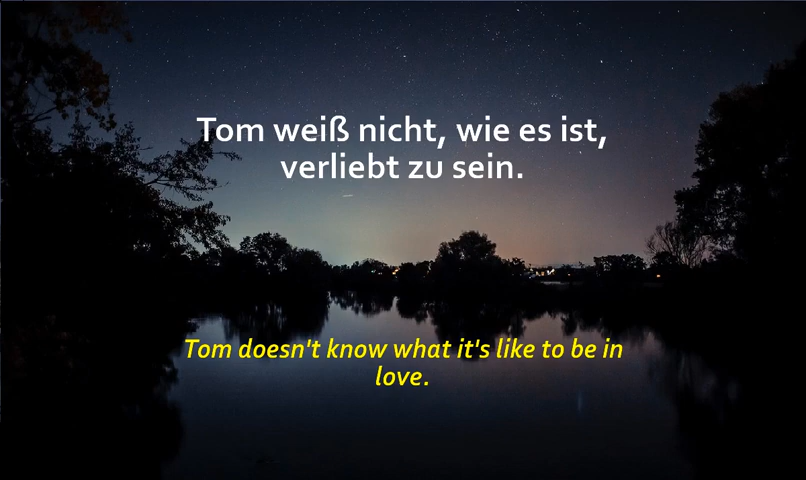 Tom weiß nicht, wie es ist,
verliebt zu sein.
Tom doesn't know what it's like to be in
love.